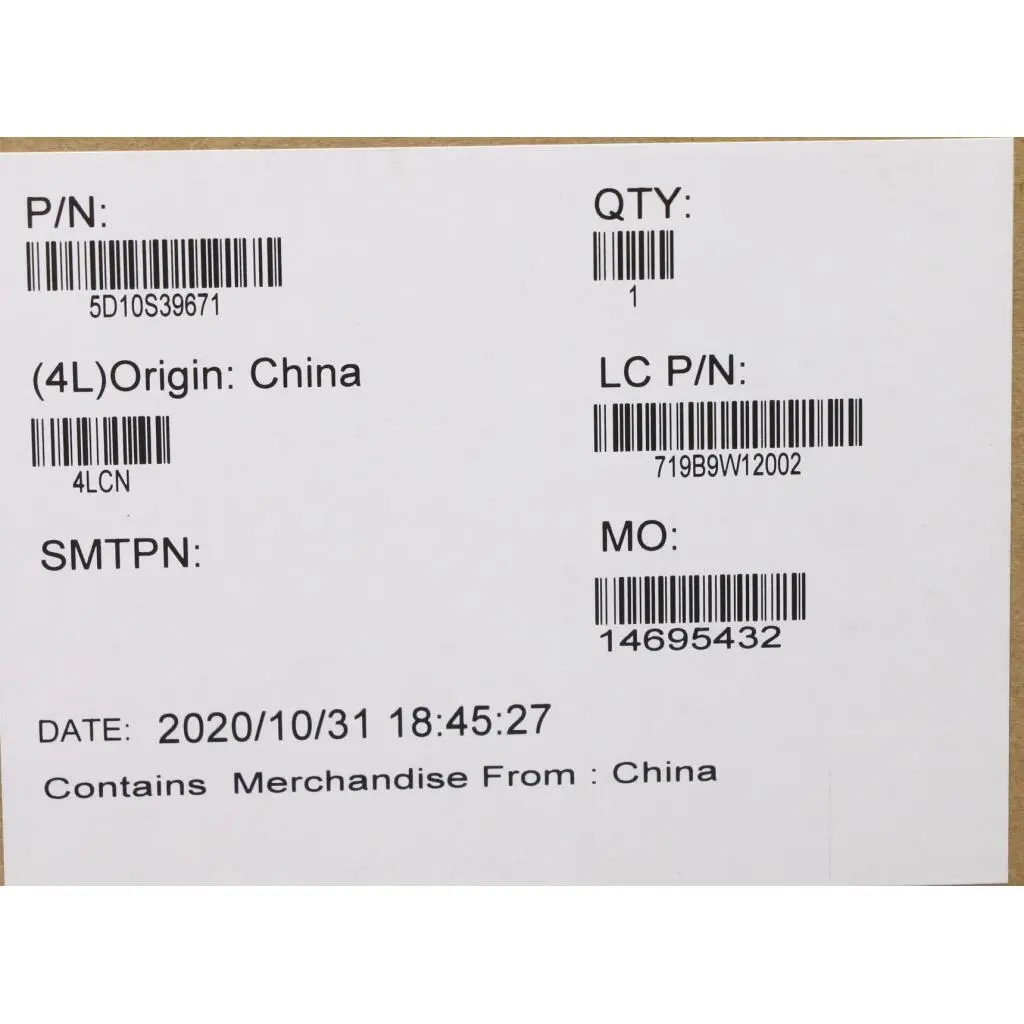 P/N:
5D10S39671
QTY:
1
(4L)Origin: China
4LCN
LC P/N:
719B9W12002
SMTPN:
MO:
14695432
DATE: 2020/10/31 18:45:27
Contains Merchandise From : China